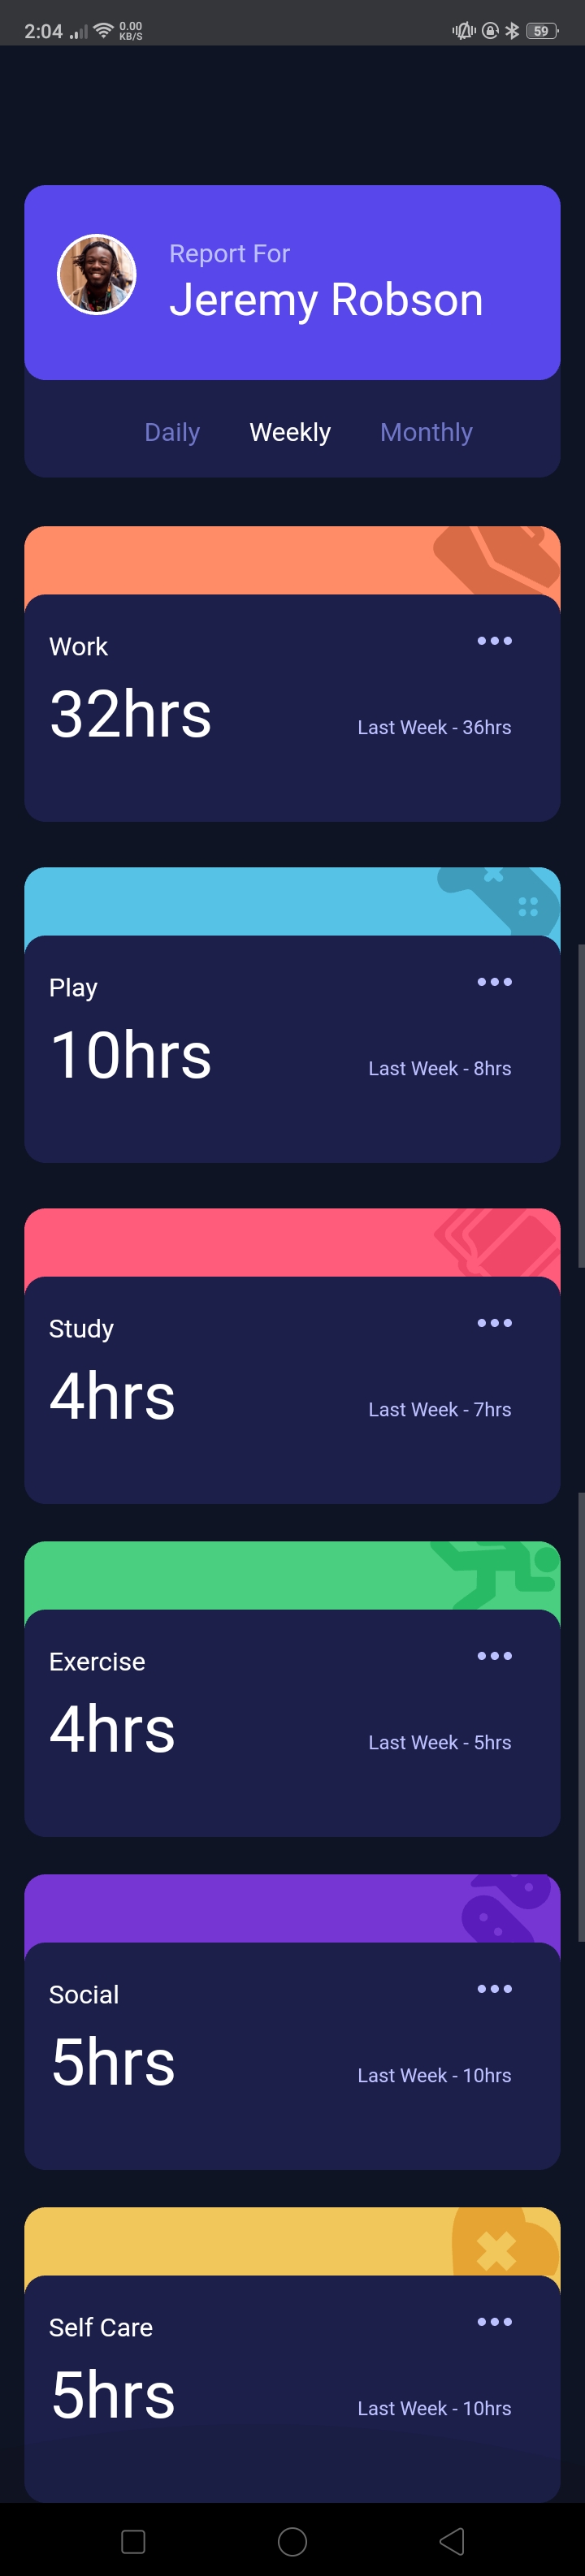 2:04
0.00
KB/S
59
Report For
Jeremy Robson
Daily Weekly Monthly
Work
32hrs
Last Week - 36hrs
Play
10hrs
Last Week - 8hrs
Study
4hrs
Last Week - 7hrs
Exercise
4hrs
Last Week - 5hrs
Social
5hrs
Last Week - 10hrs
Self Care
5hrs
Last Week - 10hrs